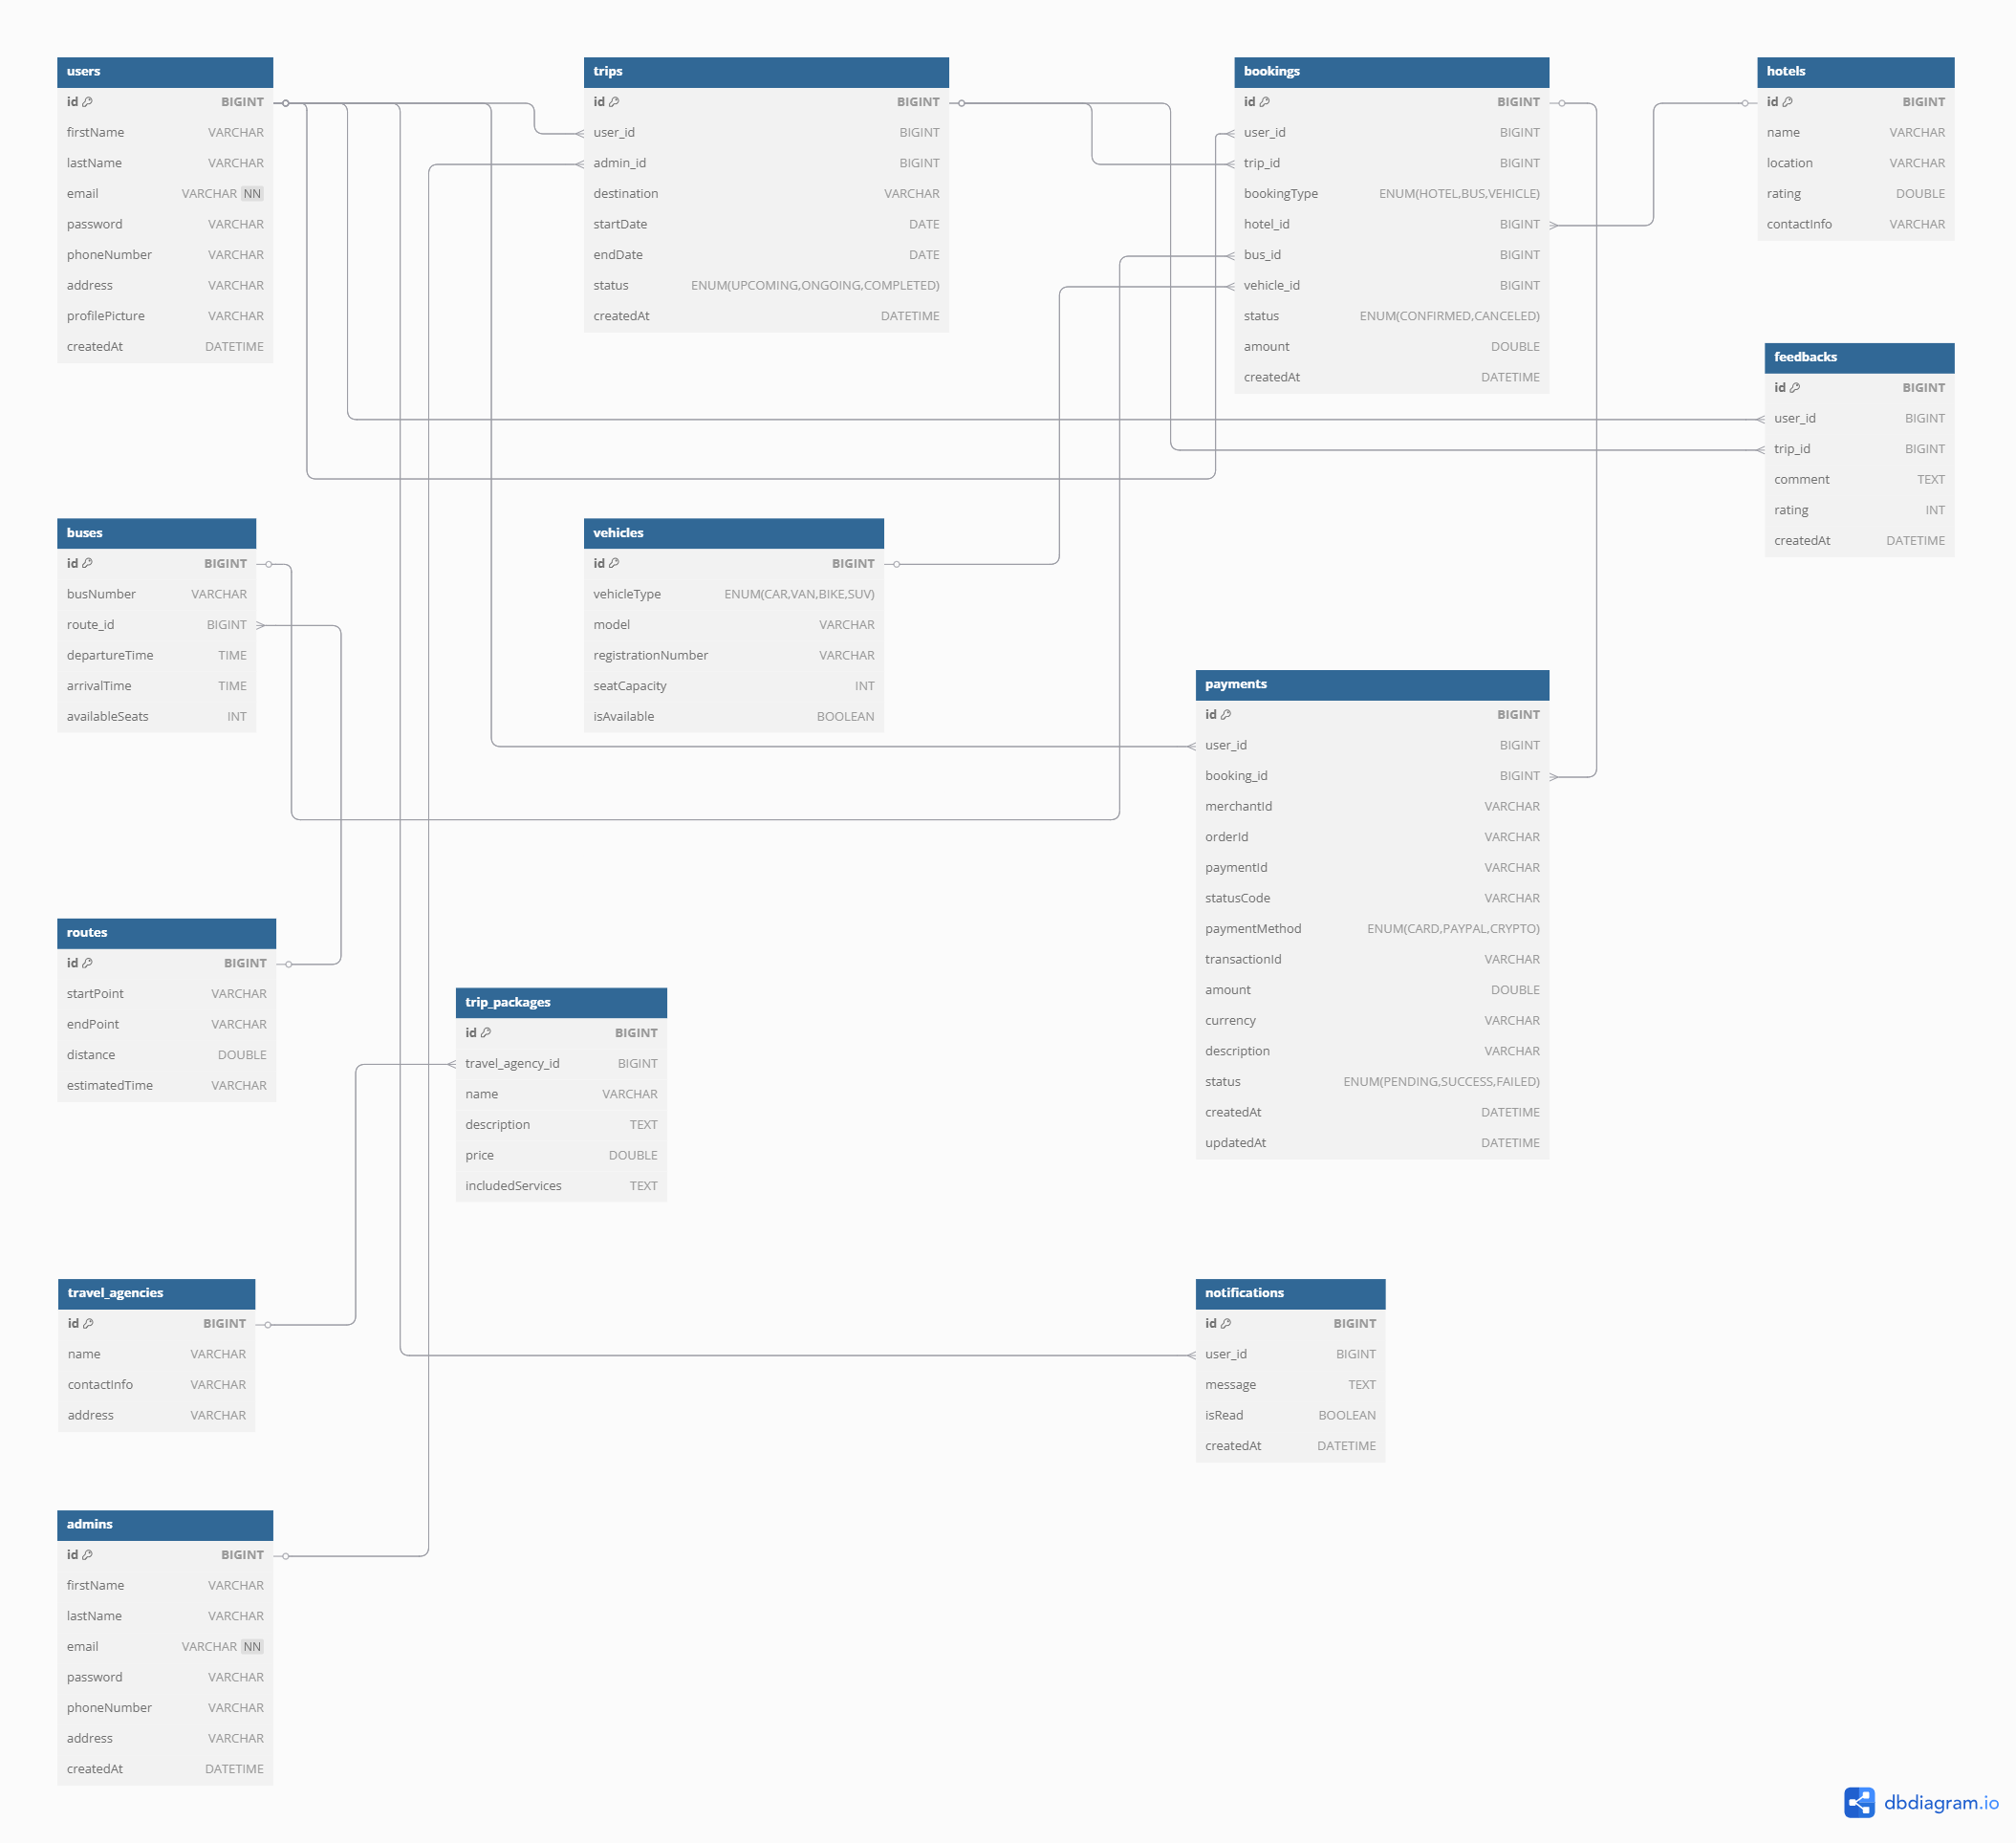 users
id BIGINT
firstName VARCHAR
lastName VARCHAR
email VARCHAR NN
password VARCHAR
phoneNumber VARCHAR
address VARCHAR
profilePicture VARCHAR
createdAt DATETIME
trips
id BIGINT
user_id BIGINT
admin_id BIGINT
destination VARCHAR
startDate DATE
endDate DATE
status ENUM(UPCOMING,ONGOING,COMPLETED)
createdAt DATETIME
bookings
id BIGINT
user_id BIGINT
trip_id BIGINT
bookingType ENUM(HOTEL,BUS,VEHICLE)
hotel_id BIGINT
bus_id BIGINT
vehicle_id BIGINT
status ENUM(CONFIRMED,CANCELED)
amount DOUBLE
createdAt DATETIME
hotels
id BIGINT
name VARCHAR
location VARCHAR
rating DOUBLE
contactInfo VARCHAR
feedbacks
id BIGINT
user_id BIGINT
trip_id BIGINT
comment TEXT
rating INT
createdAt DATETIME
buses
id BIGINT
busNumber VARCHAR
route_id BIGINT
departureTime TIME
arrivalTime TIME
availableSeats INT
vehicles
id BIGINT
vehicleType ENUM(CAR,VAN,BIKE,SUV)
model VARCHAR
registrationNumber VARCHAR
seatCapacity INT
isAvailable BOOLEAN
payments
id BIGINT
user_id BIGINT
booking_id BIGINT
merchantId VARCHAR
orderId VARCHAR
paymentId VARCHAR
statusCode VARCHAR
paymentMethod ENUM(CARD,PAYPAL,CRYPTO)
transactionId VARCHAR
amount DOUBLE
currency VARCHAR
description VARCHAR
status ENUM(PENDING,SUCCESS,FAILED)
createdAt DATETIME
updatedAt DATETIME
routes
id BIGINT
startPoint VARCHAR
endPoint VARCHAR
distance DOUBLE
estimatedTime VARCHAR
trip_packages
id BIGINT
travel_agency_id BIGINT
name VARCHAR
description TEXT
price DOUBLE
includedServices TEXT
travel_agencies
id BIGINT
name VARCHAR
contactInfo VARCHAR
address VARCHAR
notifications
id BIGINT
user_id BIGINT
message TEXT
isRead BOOLEAN
createdAt DATETIME
admins
id BIGINT
firstName VARCHAR
lastName VARCHAR
email VARCHAR NN
password VARCHAR
phoneNumber VARCHAR
address VARCHAR
createdAt DATETIME
dbdiagram.io